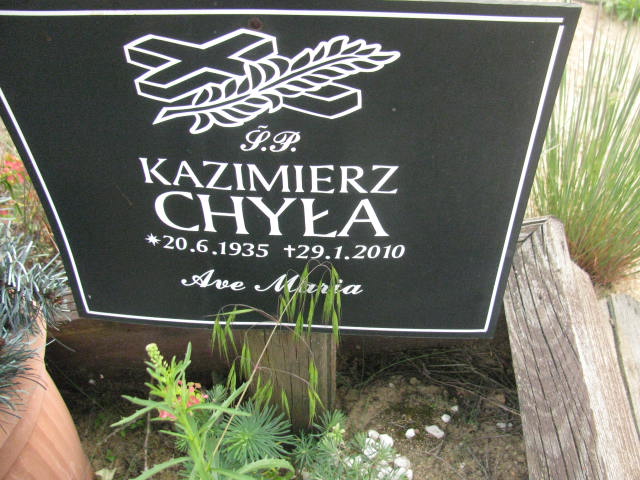 Ś.P.
KAZIMIERZ
CHYŁA
*20.6.1935 †29.1.2010
Ave Maria